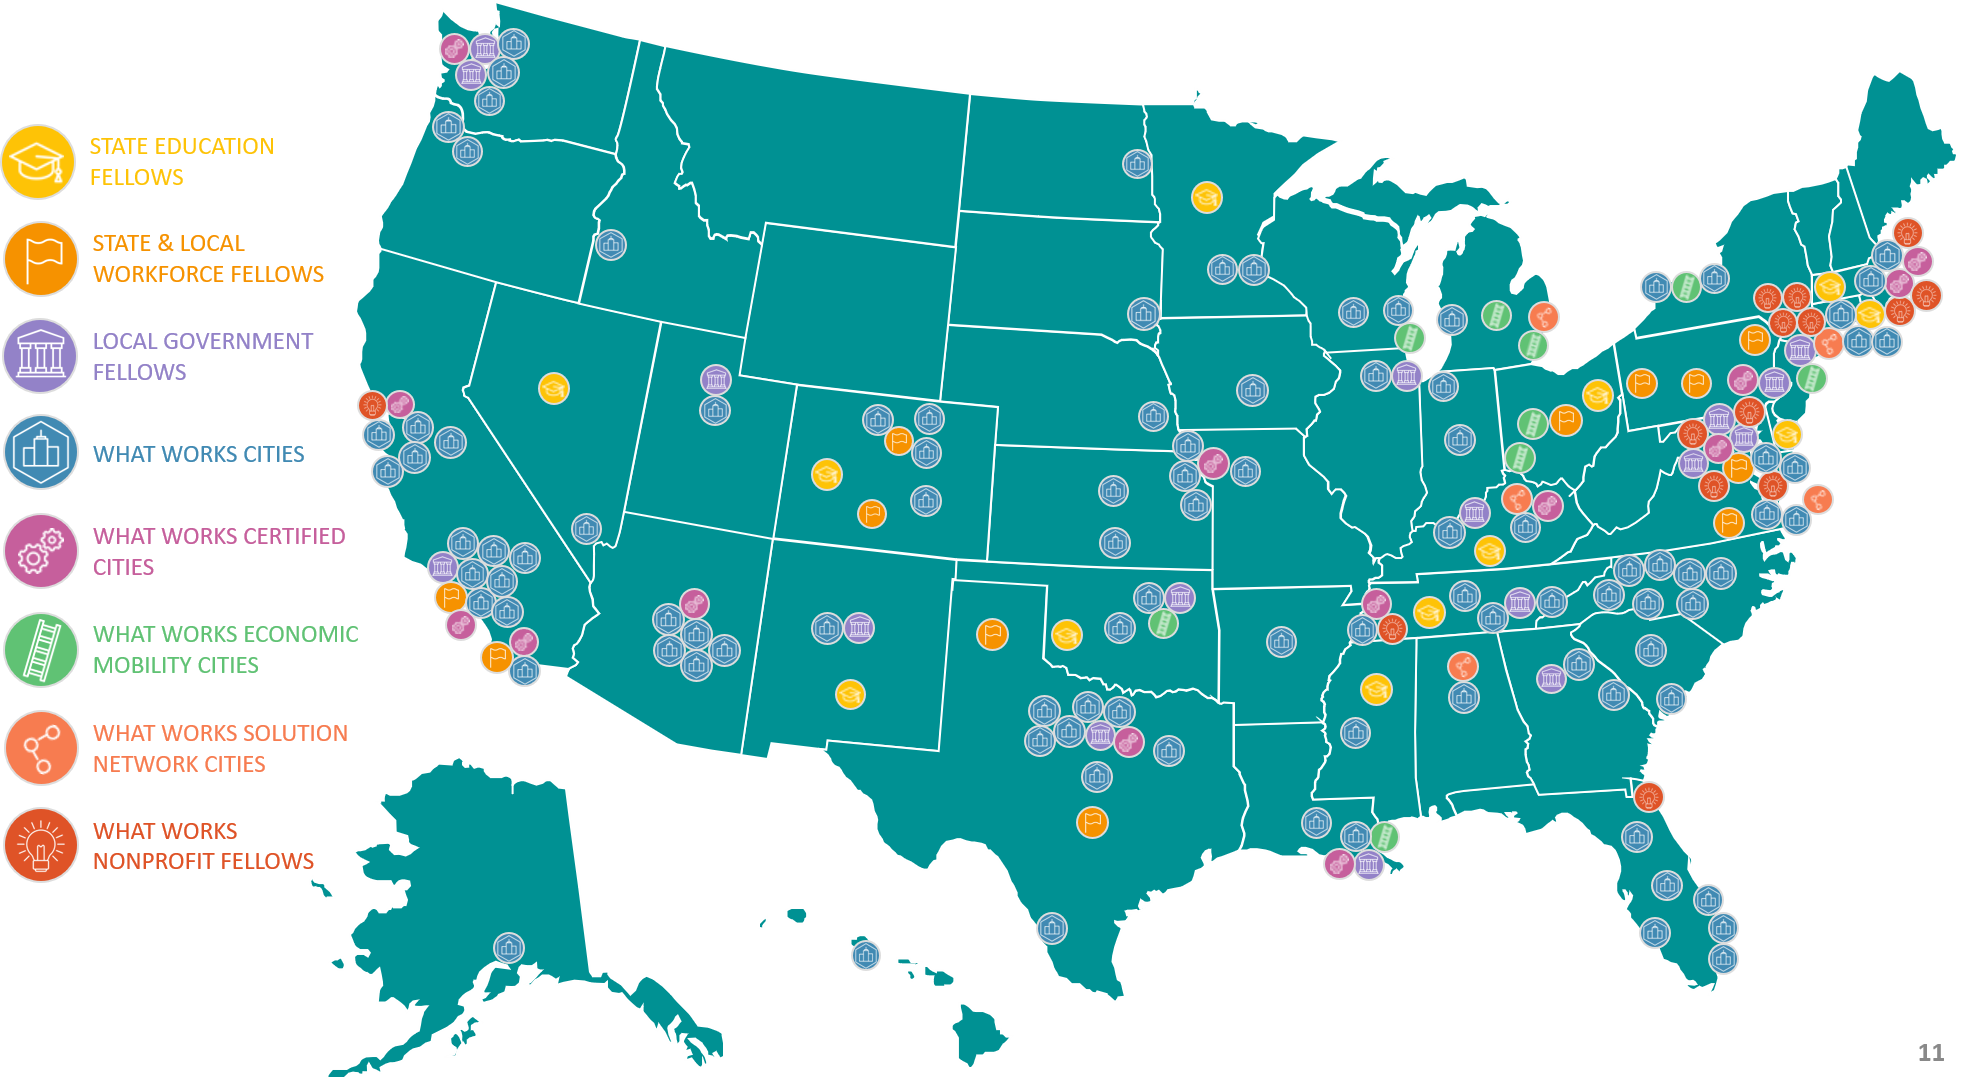 STATE EDUCATION
FELLOWS
STATE & LOCAL
WORKFORCE FELLOWS
LOCAL GOVERNMENT
FELLOWS
WHAT WORKS CITIES
WHAT WORKS CERTIFIED
CITIES
WHAT WORKS ECONOMIC
MOBILITY CITIES
WHAT WORKS SOLUTION
NETWORK CITIES
WHAT WORKS
NONPROFIT FELLOWS
11